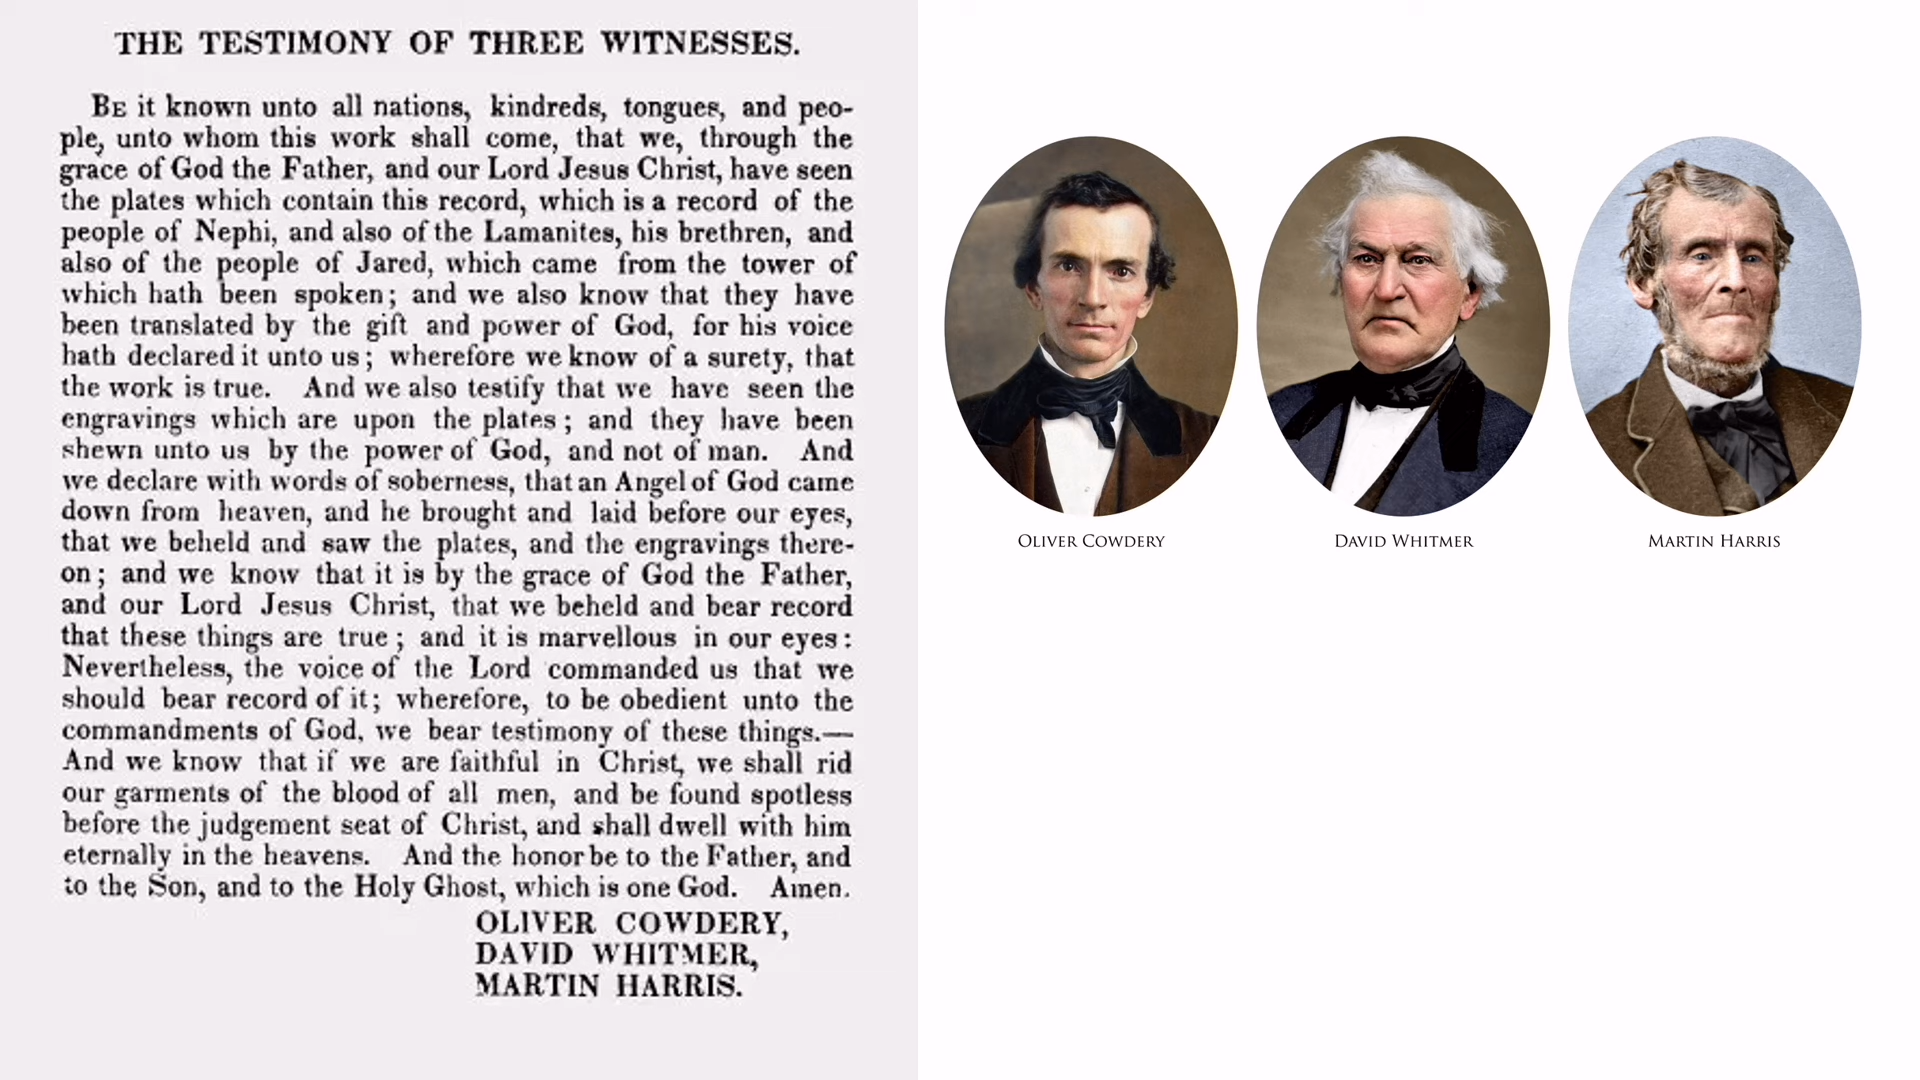 THE TESTIMONY OF THREE WITNESSES.
BE it known unto all nations, kindreds, tongues, and peo-
ple, unto whom this work shall come, that we, through the
grace of God the Father, and our Lord Jesus Christ, have seen
the plates which contain this record, which is a record of the
people of Nephi, and also of the Lamanites, his brethren, and
also of the people of Jared, which came from the tower of
which hath been spoken; and we also know that they have
been translated by the gift and power of God, for his voice
hath declared it unto us; wherefore we know of a surety, that
the work is true. And we also testify that we have seen the
engravings which are upon the plates; and they have been
shewn unto us by the power of God, and not of man. And
we declare with words of soberness, that an Angel of God came
down from heaven, and he brought and laid before our eyes,
that we beheld and saw the plates, and the engravings there-
on; and we know that it is by the grace of God the Father,
and our Lord Jesus Christ, that we beheld and bear record
that these things are true; and it is marvellous in our eyes:
Nevertheless, the voice of the Lord commanded us that we
should bear record of it; wherefore, to be obedient unto the
commandments of God, we bear testimony of these things.—
And we know that if we are faithful in Christ, we shall rid
our garments of the blood of all men, and be found spotless
before the judgement seat of Christ, and shall dwell with him
eternally in the heavens. And the honor be to the Father, and
to the Son, and to the Holy Ghost, which is one God. Amen.
OLIVER COWDERY,
DAVID WHITMER,
MARTIN HARRIS.
OLIVER COWDERY
DAVID WHITMER
MARTIN HARRIS